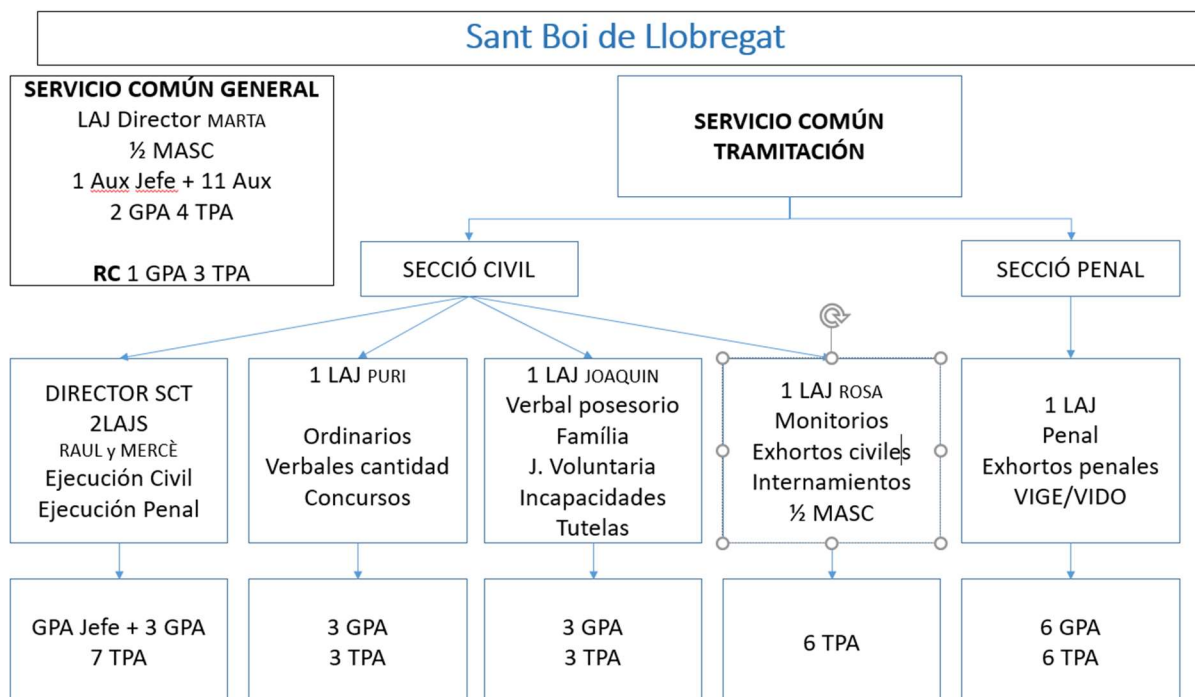 Sant Boi de Llobregat
SERVICIO COMÚN GENERAL
LAJ Director MARTA
½ MASC
1 Aux Jefe + 11 Aux
2 GPA 4 TPA
RC 1 GPA 3 TPA
SERVICIO COMÚN
TRAMITACIÓN
SECCIÓ CIVIL
SECCIÓ PENAL
DIRECTOR SCT
2LAJS
RAUL y MERCÈ
Ejecución Civil
Ejecución Penal
1 LAJ PURI
Ordinarios
Verbales cantidad
Concursos
1 LAJ JOAQUIN
Verbal posesorio
Família
J. Voluntaria
Incapacidades
Tutelas
1 LAJ ROSA
Monitorios
Exhortos civiles
Internamientos
½ MASC
1 LAJ
Penal
Exhortos penales
VIGE/VIDO
GPA Jefe + 3 GPA
7 TPA
3 GPA
3 TPA
3 GPA
3 TPA
6 TPA
6 GPA
6 TPA